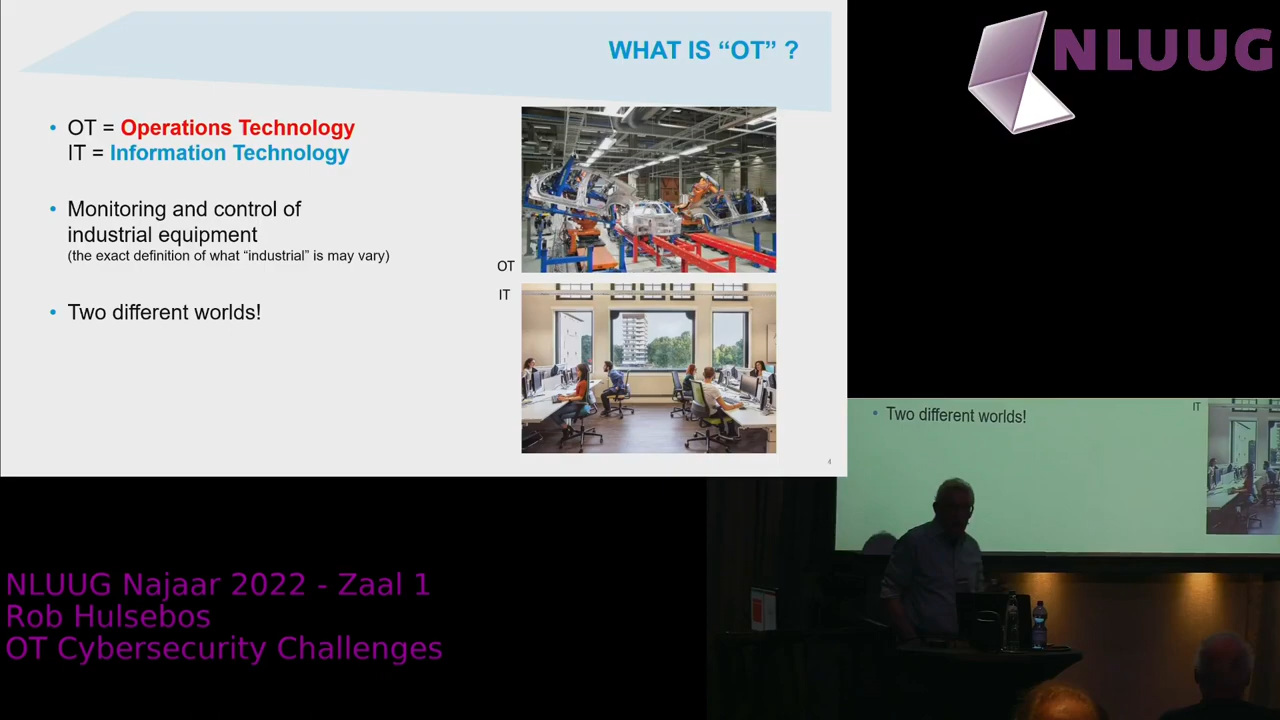 WHAT IS “OT” ?
• OT = Operations Technology
IT = Information Technology
• Monitoring and control of
industrial equipment
(the exact definition of what “industrial” is may vary)
• Two different worlds!
OT
IT
4
NLUUG
• Two different worlds!
IT
NLUUG Najaar 2022 - Zaal 1
Rob Hulsebos
OT Cybersecurity Challenges